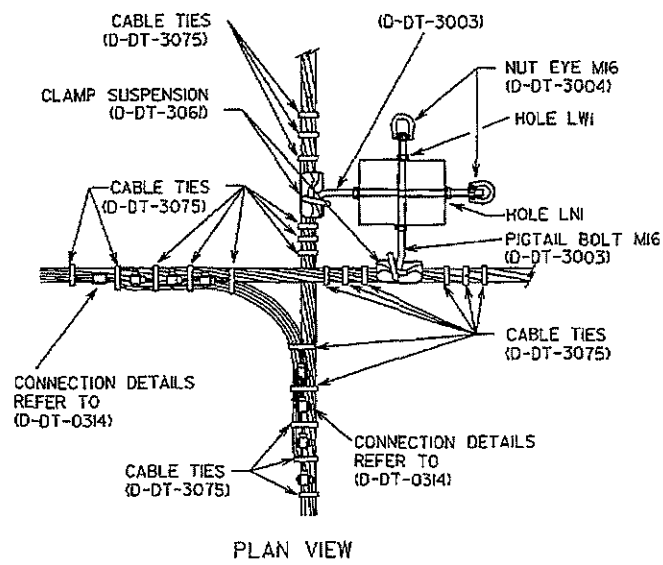 CABLE TIES
(D-DT-3075)
(D-DT-3003)
NUT EYE M16
(D-DT-3004)
CLAMP SUSPENSION
(D-DT-3061)
HOLE LW1
CABLE TIES
(D-DT-3075)
HOLE LN1
PIGTAIL BOLT M16
(D-DT-3003)
CABLE TIES
(D-DT-3075)
CONNECTION DETAILS
REFER TO
(D-DT-0314)
CONNECTION DETAILS
REFER TO
(D-DT-0314)
CABLE TIES
(D-DT-3075)
PLAN VIEW